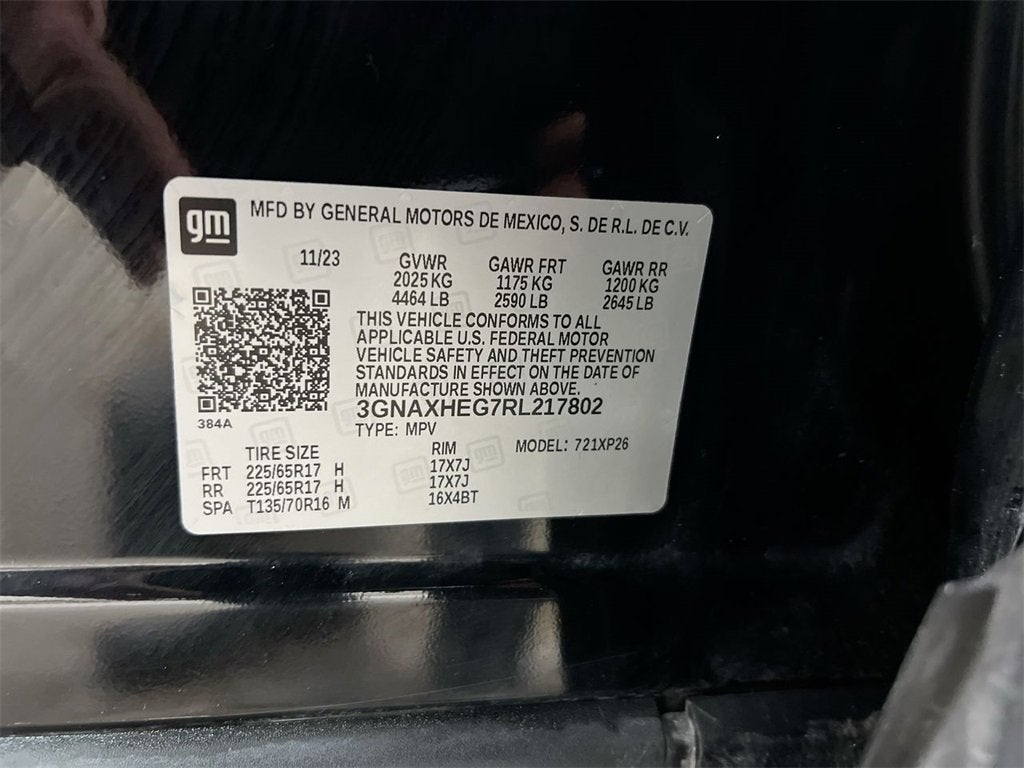 gm
MFD BY GENERAL MOTORS DE MEXICO, S. DE R.L. DE C.V.
11/23 GVWR GAWR FRT GAWR RR
2025 KG 1175 KG 1200 KG
4464 LB 2590 LB 2645 LB
THIS VEHICLE CONFORMS TO ALL
APPLICABLE U.S. FEDERAL MOTOR
VEHICLE SAFETY AND THEFT PREVENTION
STANDARDS IN EFFECT ON THE DATE OF
MANUFACTURE SHOWN ABOVE.
3GNAXHEG7RL217802
384A
TYPE: MPV
MODEL: 721XP26
TIRE SIZE RIM
FRT 225/65R17 H 17X7J
RR 225/65R17 H 17X7J
SPA T135/70R16 M 16X4BT